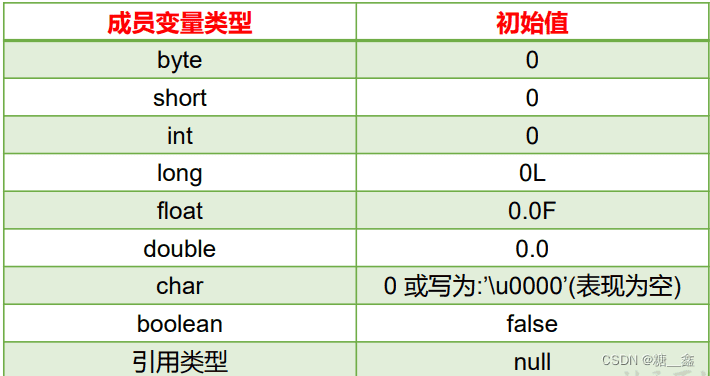 成员变量类型 初始值
byte 0
short 0
int 0
long 0L
float 0.0F
double 0.0
char 0 或写为:’\u0000’(表现为空)
boolean false
引用类型 null
CSDN @糖__鑫